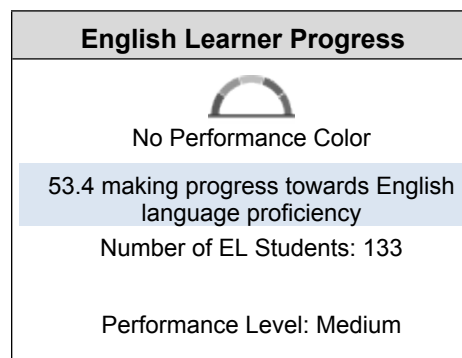 English Learner Progress
No Performance Color
53.4 making progress towards English
language proficiency
Number of EL Students: 133
Performance Level: Medium